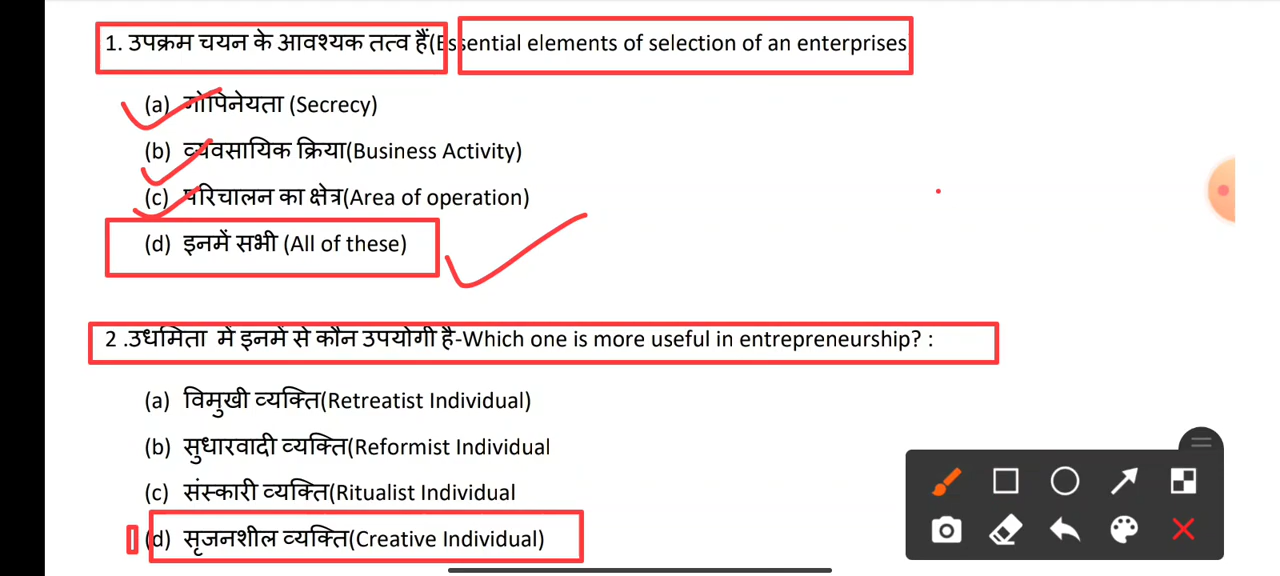 1. उपक्रम चयन के आवश्यक तत्व हैं(Essential elements of selection of an enterprises
(a) गोपिनेयता (Secrecy)
(b) व्यवसायिक क्रिया(Business Activity)
(c) परिचालन का क्षेत्र(Area of operation)
(d) इनमें सभी (All of these)
2 .उधमिता में इनमें से कौन उपयोगी है-Which one is more useful in entrepreneurship? :
(a) विमुखी व्यक्ति(Retreatist Individual)
(b) सुधारवादी व्यक्ति(Reformist Individual
(c) संस्कारी व्यक्ति(Ritualist Individual
(d) सृजनशील व्यक्ति(Creative Individual)